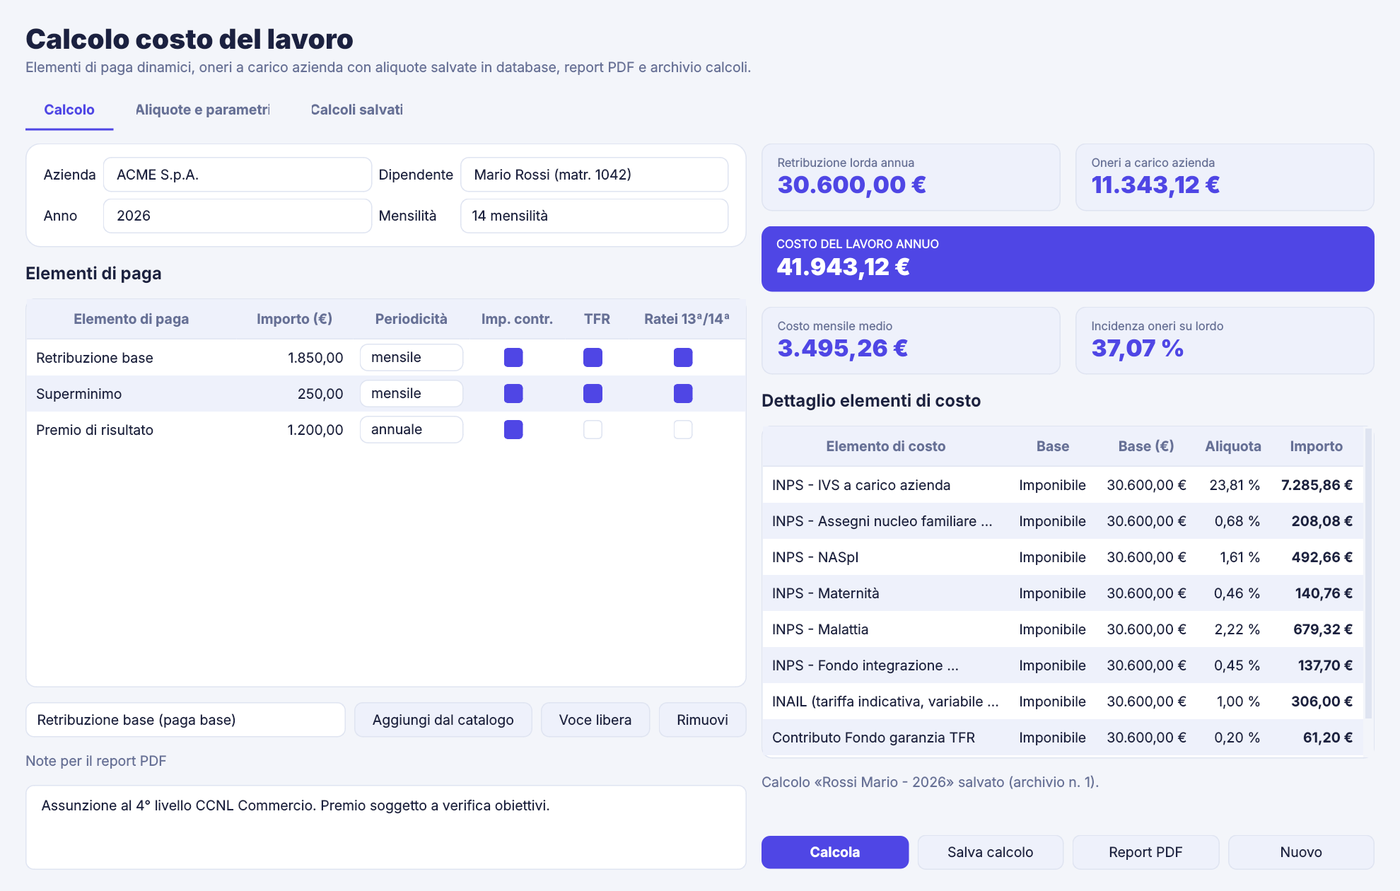 Calcolo costo del lavoro
Elementi di paga dinamici, oneri a carico azienda con aliquote salvate in database, report PDF e archivio calcoli.
Calcolo Aliquote e parametri Calcoli salvati
Azienda ACME S.p.A. Dipendente Mario Rossi (matr. 1042)
Anno 2026 Mensilità 14 mensilità
Elementi di paga
Elemento di paga Importo (€) Periodicità Imp. contr. TFR Ratei 13ª/14ª
Retribuzione base 1.850,00 mensile
Superminimo 250,00 mensile
Premio di risultato 1.200,00 annuale
Retribuzione base (paga base) Aggiungi dal catalogo Voce libera Rimuovi
Note per il report PDF
Assunzione al 4° livello CCNL Commercio. Premio soggetto a verifica obiettivi.
Retribuzione lorda annua
30.600,00 €
Oneri a carico azienda
11.343,12 €
COSTO DEL LAVORO ANNUO
41.943,12 €
Costo mensile medio
3.495,26 €
Incidenza oneri su lordo
37,07 %
Dettaglio elementi di costo
Elemento di costo Base Base (€) Aliquota Importo
INPS - IVS a carico azienda Imponibile 30.600,00 € 23,81 % 7.285,86 €
INPS - Assegni nucleo familiare ... Imponibile 30.600,00 € 0,68 % 208,08 €
INPS - NASpI Imponibile 30.600,00 € 1,61 % 492,66 €
INPS - Maternità Imponibile 30.600,00 € 0,46 % 140,76 €
INPS - Malattia Imponibile 30.600,00 € 2,22 % 679,32 €
INPS - Fondo integrazione ... Imponibile 30.600,00 € 0,45 % 137,70 €
INAIL (tariffa indicativa, variabile ... Imponibile 30.600,00 € 1,00 % 306,00 €
Contributo Fondo garanzia TFR Imponibile 30.600,00 € 0,20 % 61,20 €
Calcolo «Rossi Mario - 2026» salvato (archivio n. 1).
Calcola Salva calcolo Report PDF Nuovo